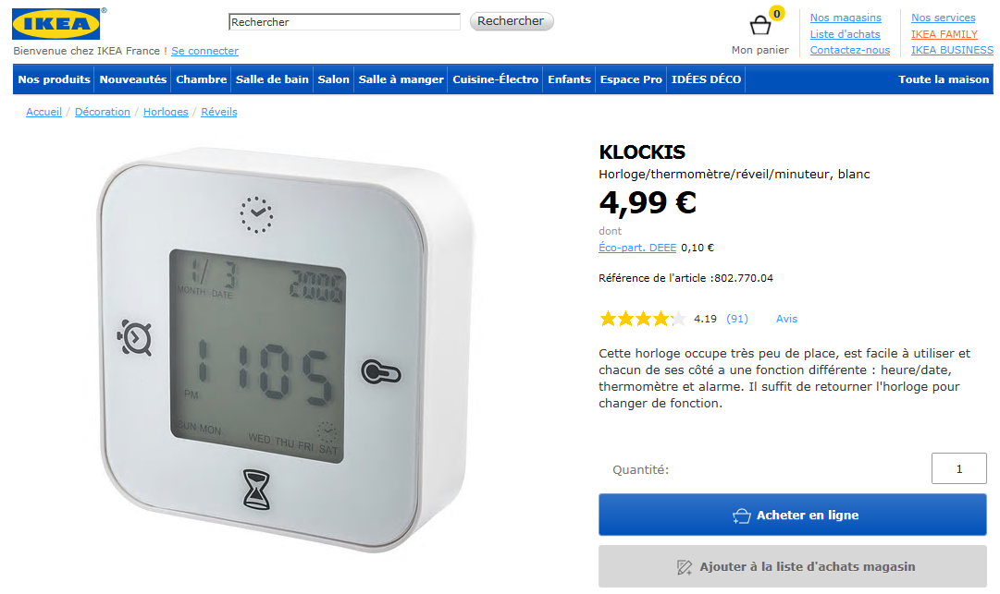 IKEA®
Rechercher
Rechercher
0
Mon panier
Nos magasins
Liste d'achats
Contactez-nous
Nos services
IKEA FAMILY
IKEA BUSINESS
Bienvenue chez IKEA France ! Se connecter
Nos produits Nouveautés Chambre Salle de bain Salon Salle à manger Cuisine-Électro Enfants Espace Pro IDÉES DÉCO Toute la maison
Accueil / Décoration / Horloges / Réveils
1/ 3 2006
MONTH DATE
1105
PM
SUN MON WED THU FRI SAT
KLOCKIS
Horloge/thermomètre/réveil/minuteur, blanc
4,99 €
dont
Éco-part. DEEE 0,10 €
Référence de l'article :802.770.04
4.19 (91) Avis
Cette horloge occupe très peu de place, est facile à utiliser et
chacun de ses côté a une fonction différente : heure/date,
thermomètre et alarme. Il suffit de retourner l'horloge pour
changer de fonction.
Quantité: 1
Acheter en ligne
Ajouter à la liste d'achats magasin